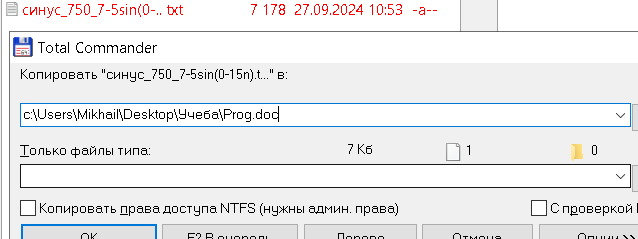 синус_750_7-5sin(0-.. txt 7 178 27.09.2024 10:53 -a--
Total Commander
Копировать "синус_750_7-5sin(0-15п).t..." в:
c:\Users\Mikhail\Desktop\Учеба\Prog.doc
Только файлы типа: 7 Кб 1 0
Копировать права доступа NTFS (нужны админ. права) С проверкой
OK F2 В очередь Дерево Отмена Опции >>